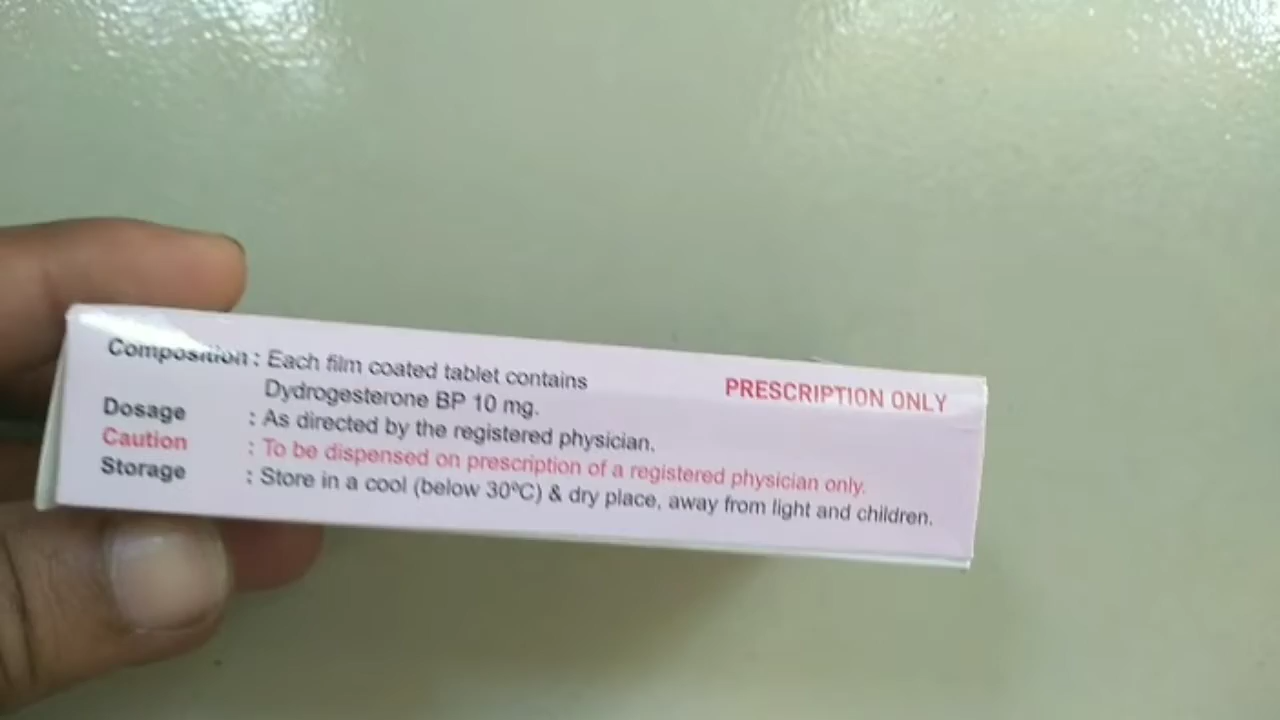 PRESCRIPTION ONLY
Composition : Each film coated tablet contains
Dydrogesterone BP 10 mg.
Dosage : As directed by the registered physician.
Caution : To be dispensed on prescription of a registered physician only.
Storage : Store in a cool (below 30°C) & dry place, away from light and children.